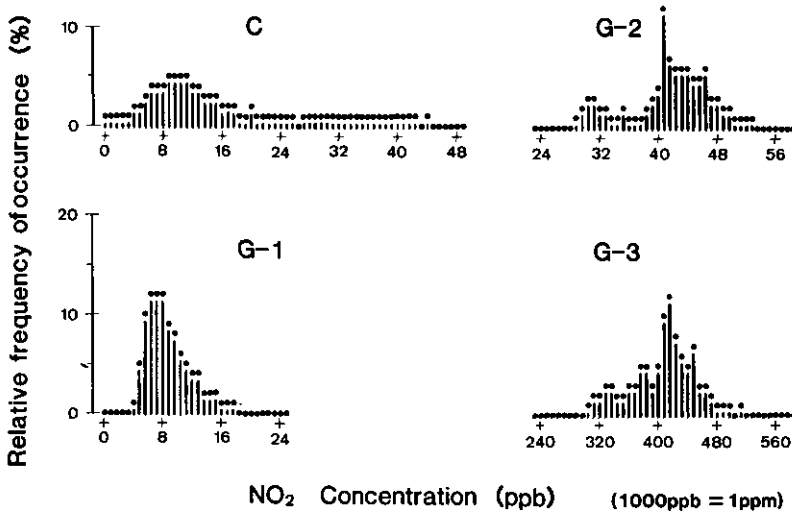 Relative frequency of occurrence (%)
C
10
5
0
0 8 16 24 32 40 48
G-2
24 32 40 48 56
G-1
20
10
0
0 8 16 24
G-3
240 320 400 480 560
NO₂ Concentration (ppb) (1000ppb = 1ppm)